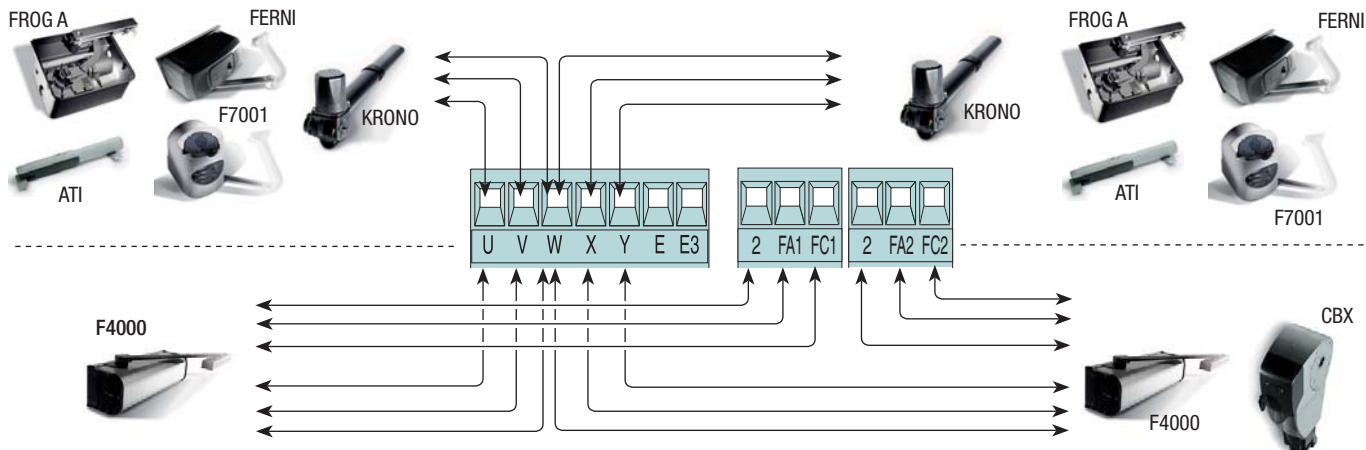 FROG A
FERNI
F7001
ATI
KRONO
KRONO
FROG A
FERNI
ATI
F7001
U V W X Y E E3
2 FA1 FC1
2 FA2 FC2
F4000
CBX
F4000